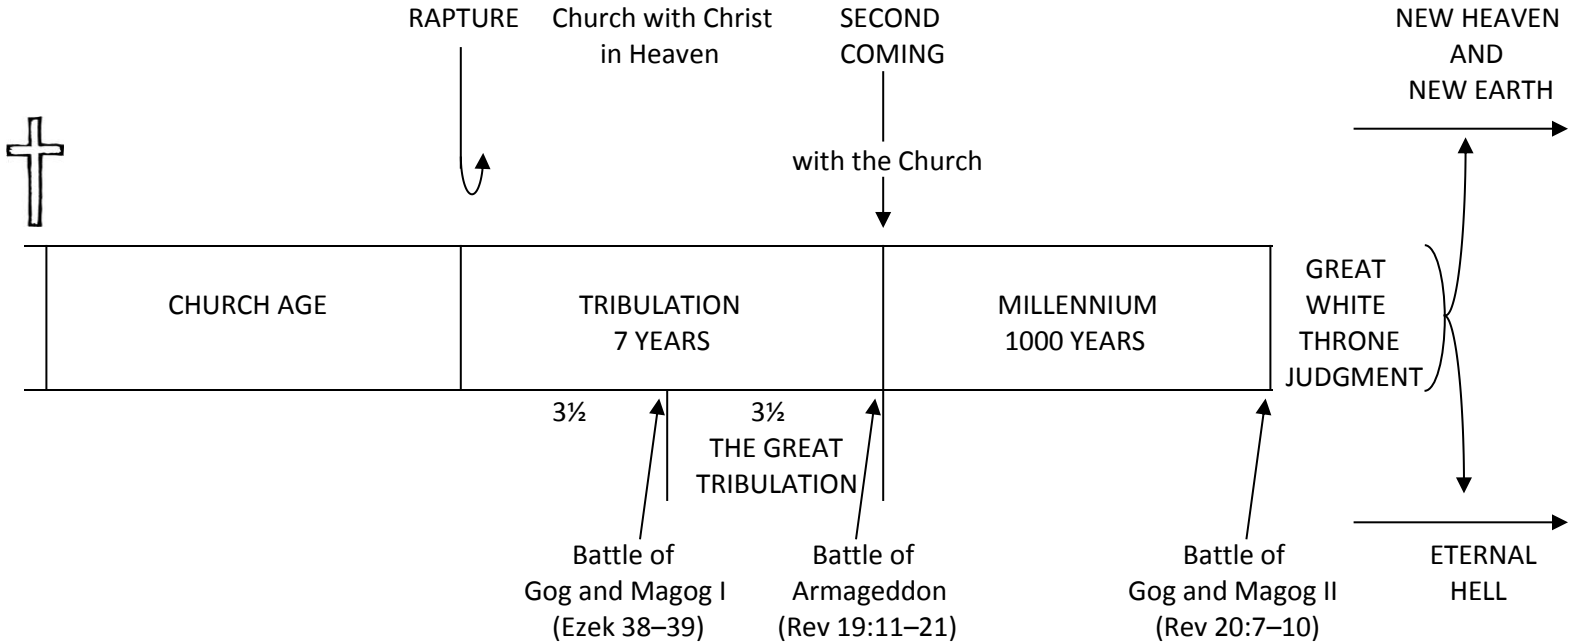 RAPTURE
Church with Christ
in Heaven
SECOND
COMING
NEW HEAVEN
AND
NEW EARTH
with the Church
CHURCH AGE
TRIBULATION
7 YEARS
MILLENNIUM
1000 YEARS
GREAT
WHITE
THRONE
JUDGMENT
3½
3½
THE GREAT
TRIBULATION
Battle of
Gog and Magog I
(Ezek 38–39)
Battle of
Armageddon
(Rev 19:11–21)
Battle of
Gog and Magog II
(Rev 20:7–10)
ETERNAL
HELL